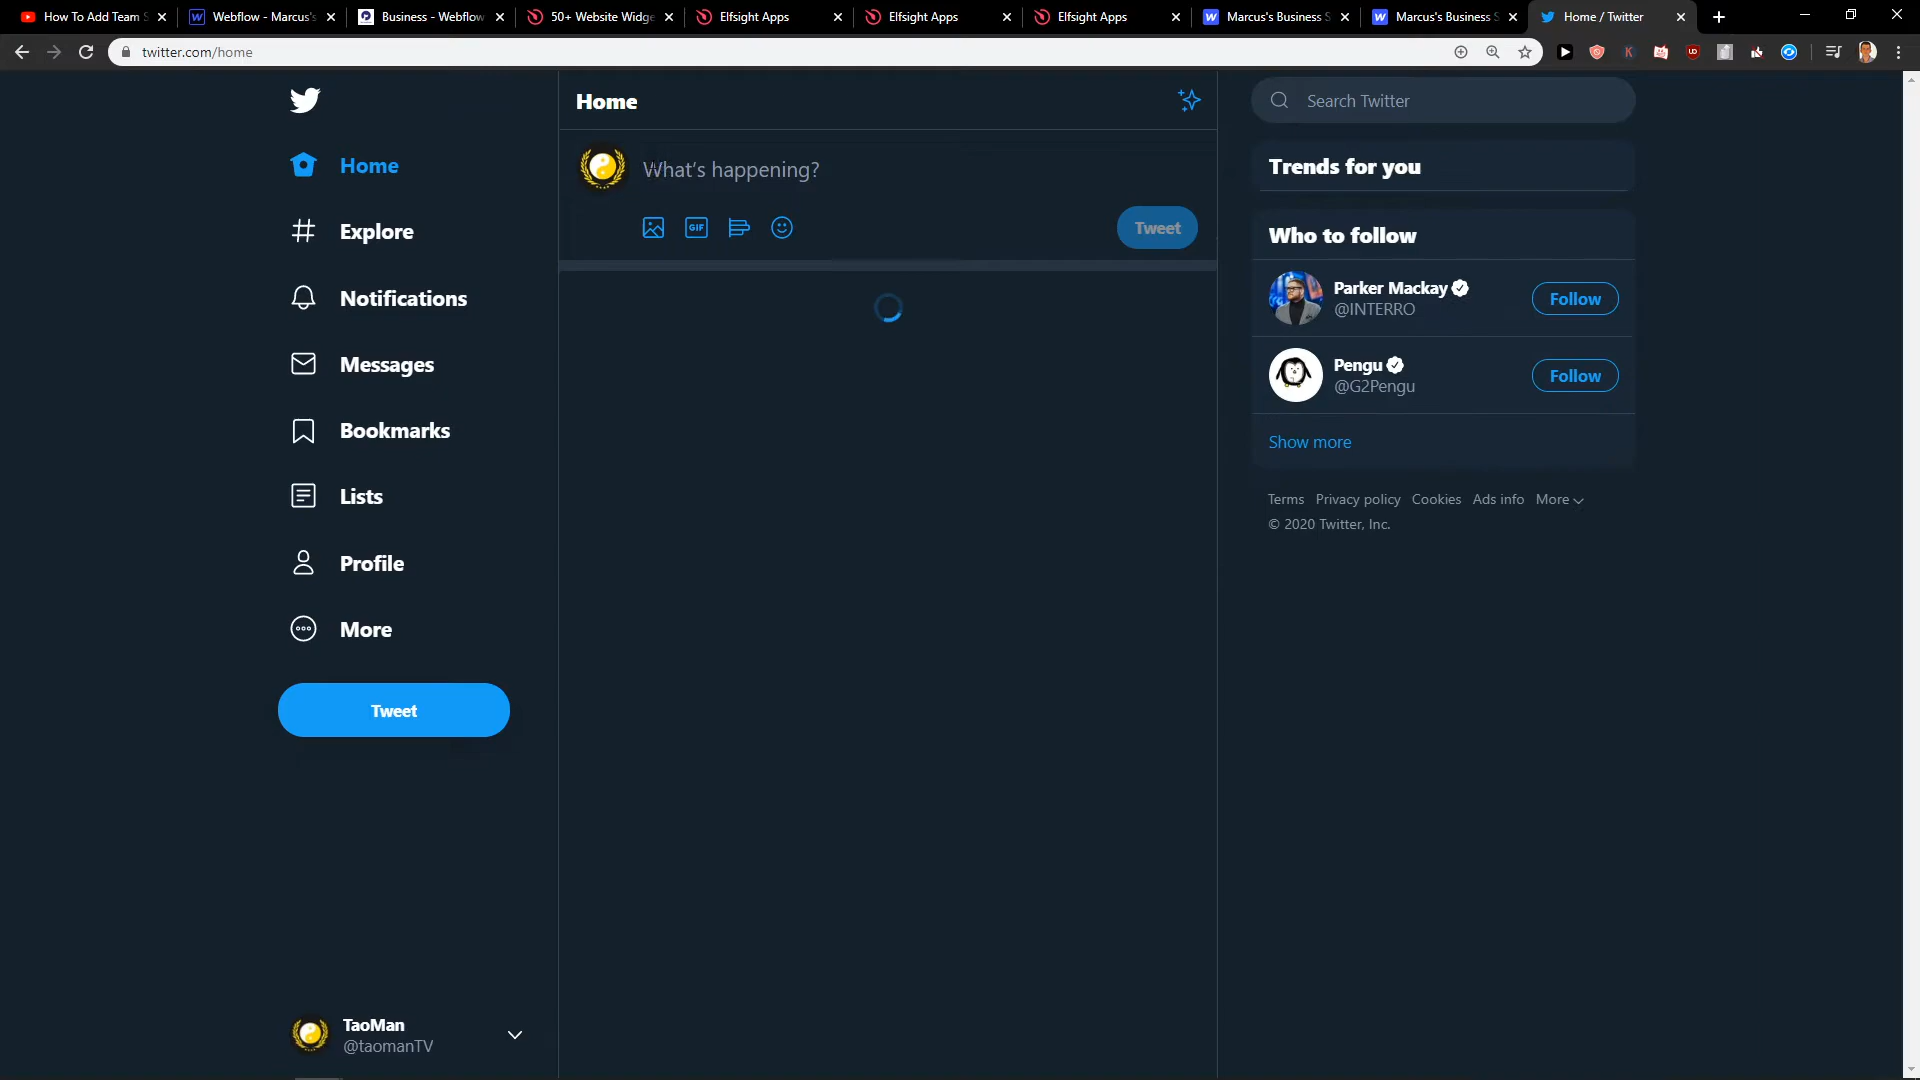 How To Add Team S
Webflow - Marcus's
Business - Webflow
50+ Website Widge
Elfsight Apps
Elfsight Apps
Elfsight Apps
Marcus's Business S
Marcus's Business S
Home / Twitter
twitter.com/home
Home
Explore
Notifications
Messages
Bookmarks
Lists
Profile
More
Tweet
TaoMan
@taomanTV
Home
What's happening?
GIF
Tweet
Search Twitter
Trends for you
Who to follow
Parker Mackay
@INTERRO
Follow
Pengu
@G2Pengu
Follow
Show more
Terms Privacy policy Cookies Ads info More
© 2020 Twitter, Inc.